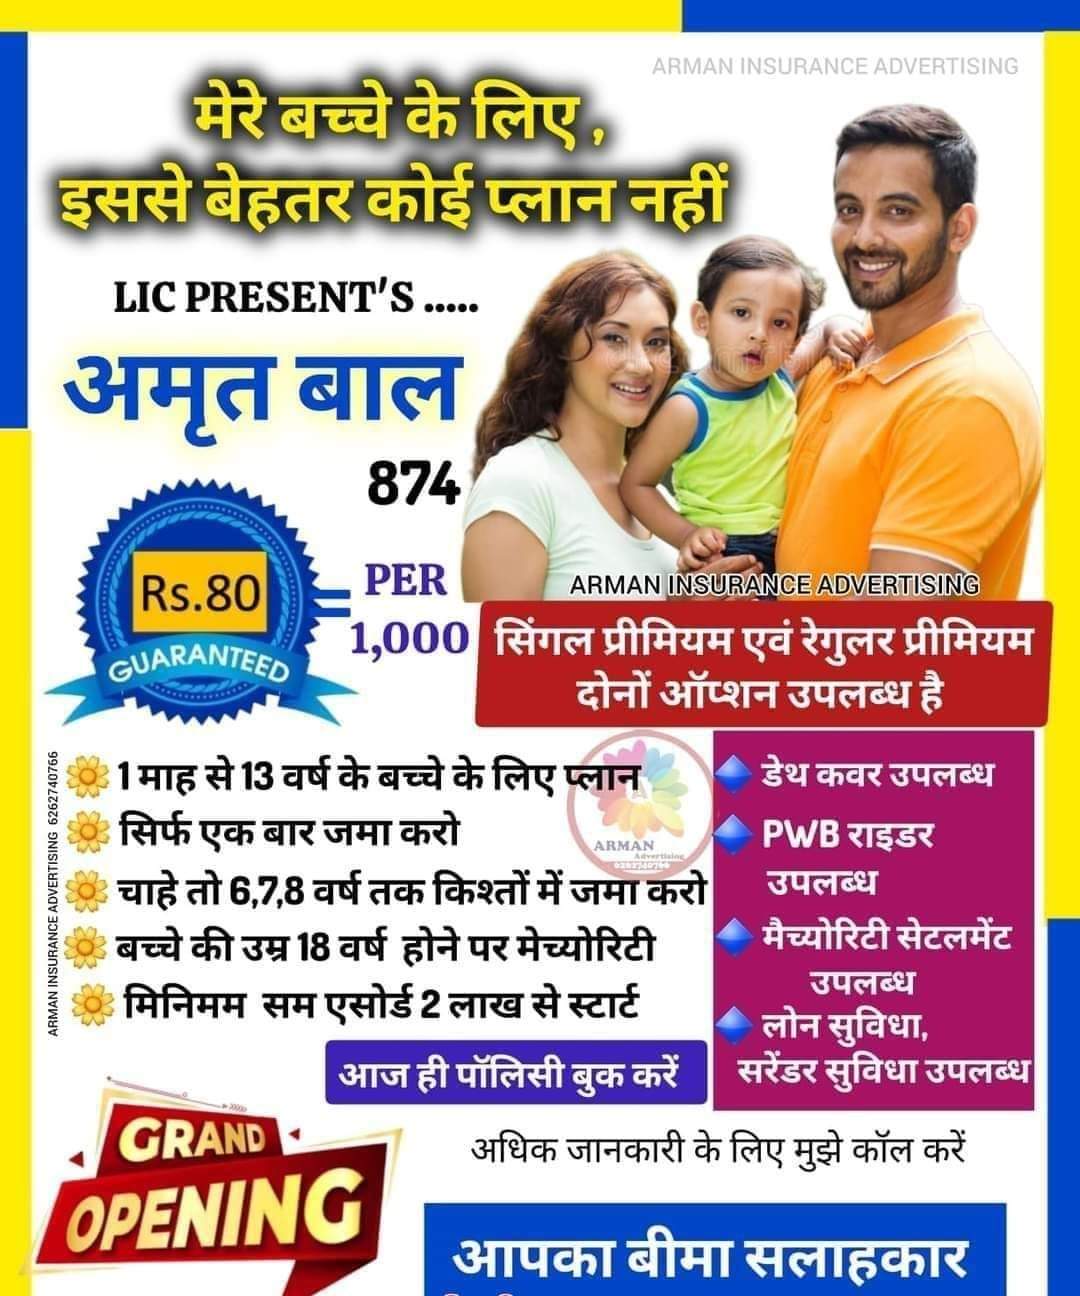 ARMAN INSURANCE ADVERTISING
मेरे बच्चे के लिए ,
इससे बेहतर कोई प्लान नहीं
LIC PRESENT'S .....
अमृत बाल
874
Rs.80
GUARANTEED
=
PER
1,000
ARMAN INSURANCE ADVERTISING
सिंगल प्रीमियम एवं रेगुलर प्रीमियम
दोनों ऑप्शन उपलब्ध है
ARMAN INSURANCE ADVERTISING 6262740766
1 माह से 13 वर्ष के बच्चे के लिए प्लान
सिर्फ एक बार जमा करो
चाहे तो 6,7,8 वर्ष तक किश्तों में जमा करो
बच्चे की उम्र 18 वर्ष होने पर मेच्योरिटी
मिनिमम सम एसोर्ड 2 लाख से स्टार्ट
ARMAN
Advertising
6262740766
डेथ कवर उपलब्ध
PWB राइडर
उपलब्ध
मैच्योरिटी सेटलमेंट
उपलब्ध
लोन सुविधा,
सरेंडर सुविधा उपलब्ध
आज ही पॉलिसी बुक करें
GRAND
OPENING
अधिक जानकारी के लिए मुझे कॉल करें
आपका बीमा सलाहकार